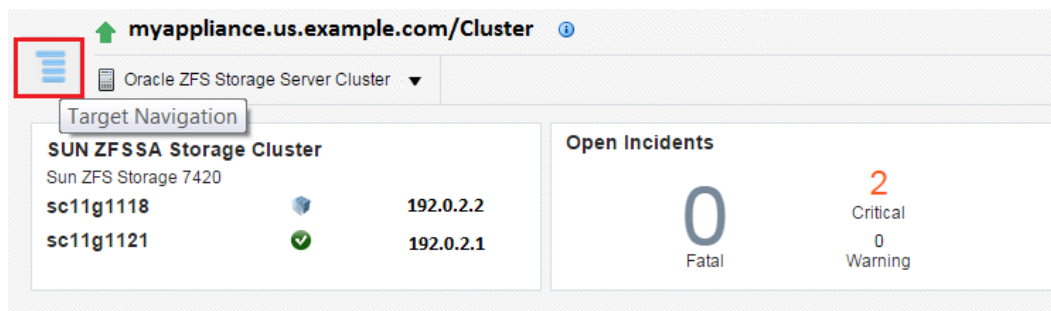 myappliance.us.example.com/Cluster
Oracle ZFS Storage Server Cluster
Target Navigation
SUN ZFSSA Storage Cluster
Sun ZFS Storage 7420
sc11g1118 192.0.2.2
sc11g1121 192.0.2.1
Open Incidents
0
Fatal
2
Critical
0
Warning